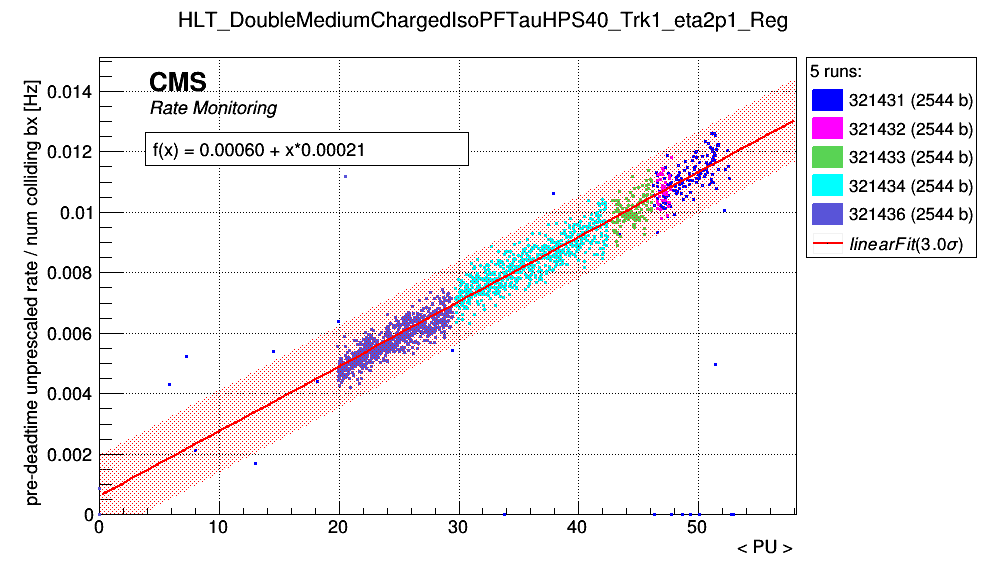 HLT_DoubleMediumChargedIsoPFTauHPS40_Trk1_eta2p1_Reg
pre-deadtime unprescaled rate / num colliding bx [Hz]
CMS
Rate Monitoring
f(x) = 0.00060 + x*0.00021
0.014
0.012
0.01
0.008
0.006
0.004
0.002
0
0 10 20 30 40 50
< PU >
5 runs:
321431 (2544 b)
321432 (2544 b)
321433 (2544 b)
321434 (2544 b)
321436 (2544 b)
linearFit(3.0σ)